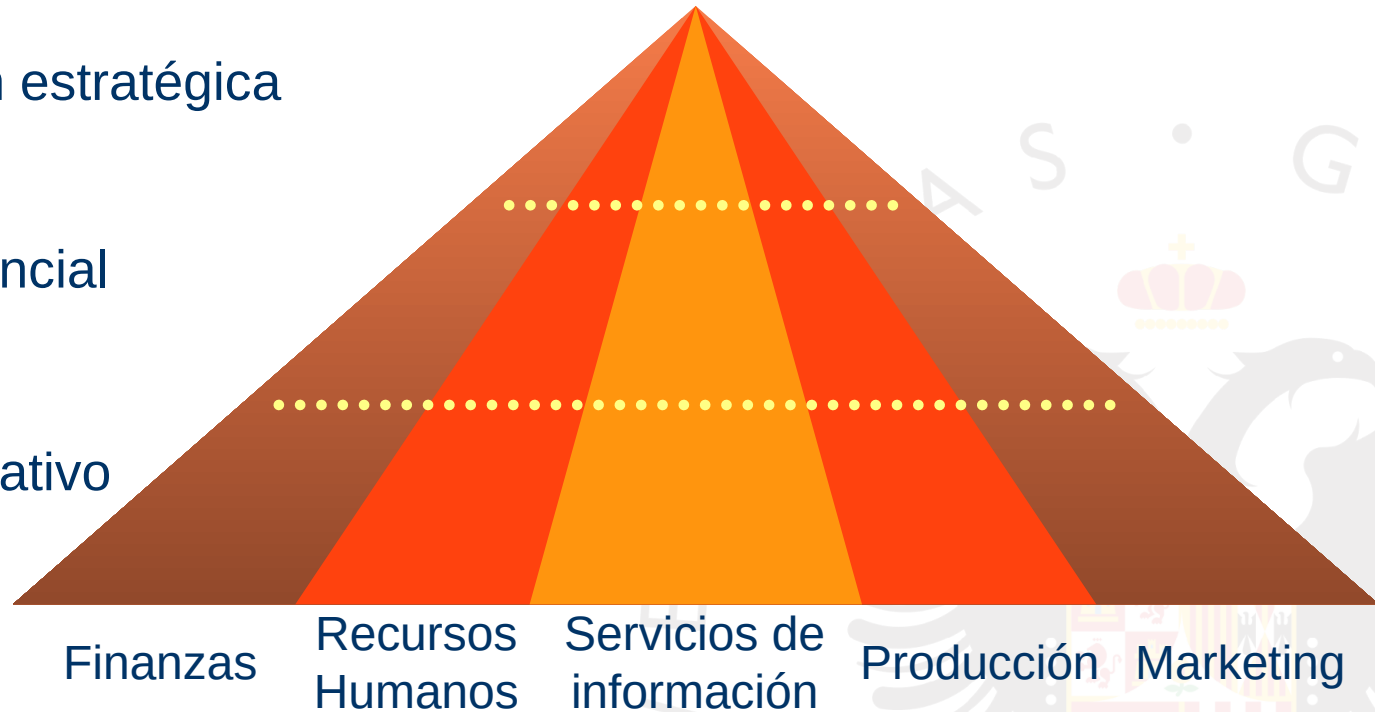 n estratégica
ncial
ativo
Finanzas
Recursos
Humanos
Servicios de
información
Producción
Marketing
A S · G